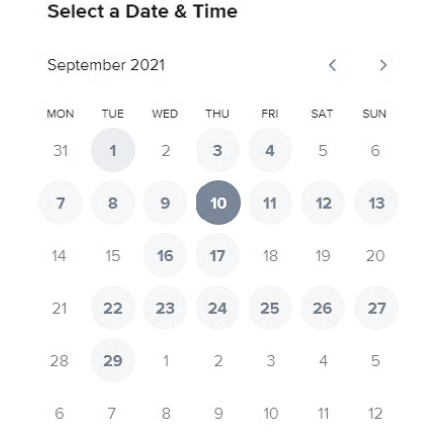 Select a Date & Time
September 2021
MON TUE WED THU FRI SAT SUN
31 1 2 3 4 5 6
7 8 9 10 11 12 13
14 15 16 17 18 19 20
21 22 23 24 25 26 27
28 29 1 2 3 4 5
6 7 8 9 10 11 12